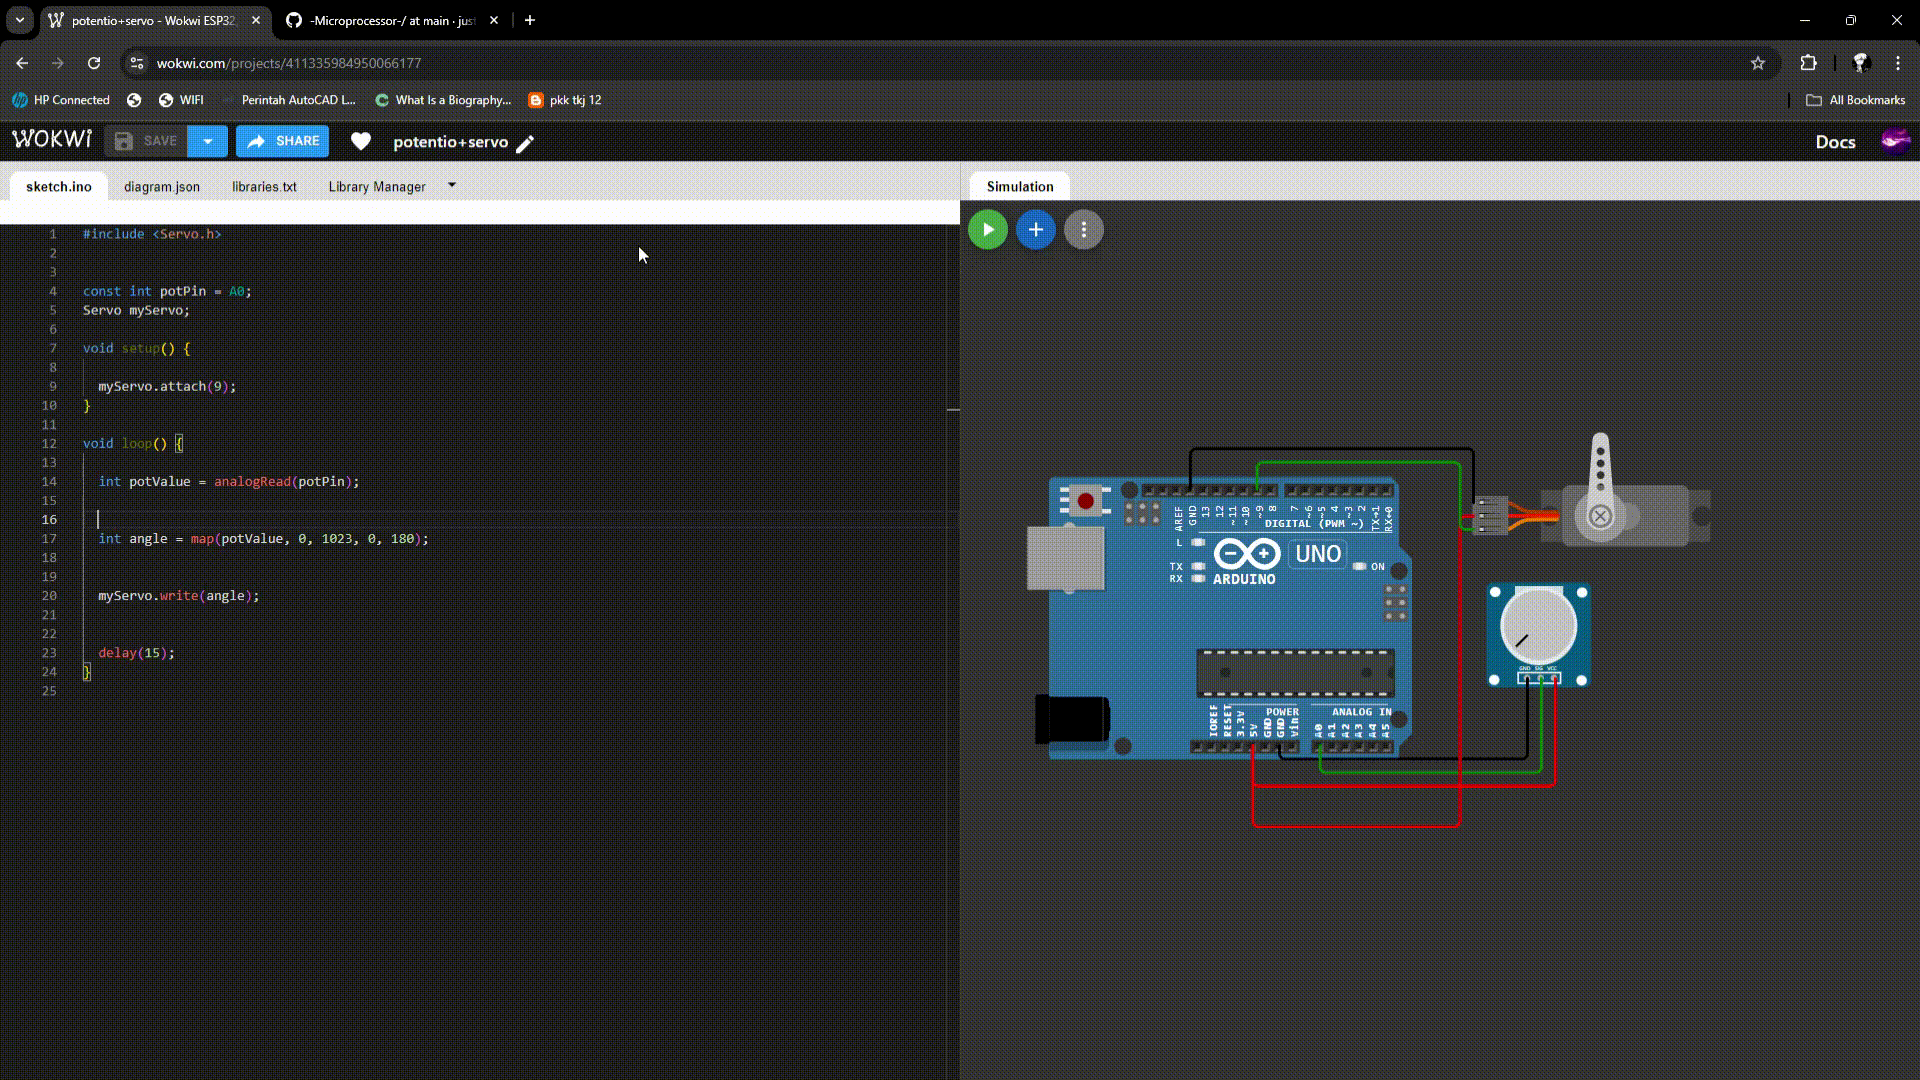 potentio+servo - Wokwi ESP32
-Microprocessor-/ at main · jus
wokwi.com/projects/411335984950066177
HP Connected
WIFI
Perintah AutoCAD L...
What Is a Biography...
pkk tkj 12
All Bookmarks
WOKWi
SAVE
SHARE
potentio+servo
Docs
sketch.ino
diagram.json
libraries.txt
Library Manager
Simulation
1 #include <Servo.h>
2
3
4 const int potPin = A0;
5 Servo myServo;
6
7 void setup() {
8
9 myServo.attach(9);
10 }
11
12 void loop() {
13
14 int potValue = analogRead(potPin);
15
16
17 int angle = map(potValue, 0, 1023, 0, 180);
18
19
20 myServo.write(angle);
21
22
23 delay(15);
24 }
25
AREF
GND
13
12
~11
~10
~9
8
7
~6
~5
4
~3
2
TX→1
RX←0
DIGITAL (PWM ~)
L
TX
RX
UNO
ARDUINO
ON
GND SIG VCC
POWER
ANALOG IN
IOREF
RESET
3.3V
5V
GND
GND
Vin
A0
A1
A2
A3
A4
A5